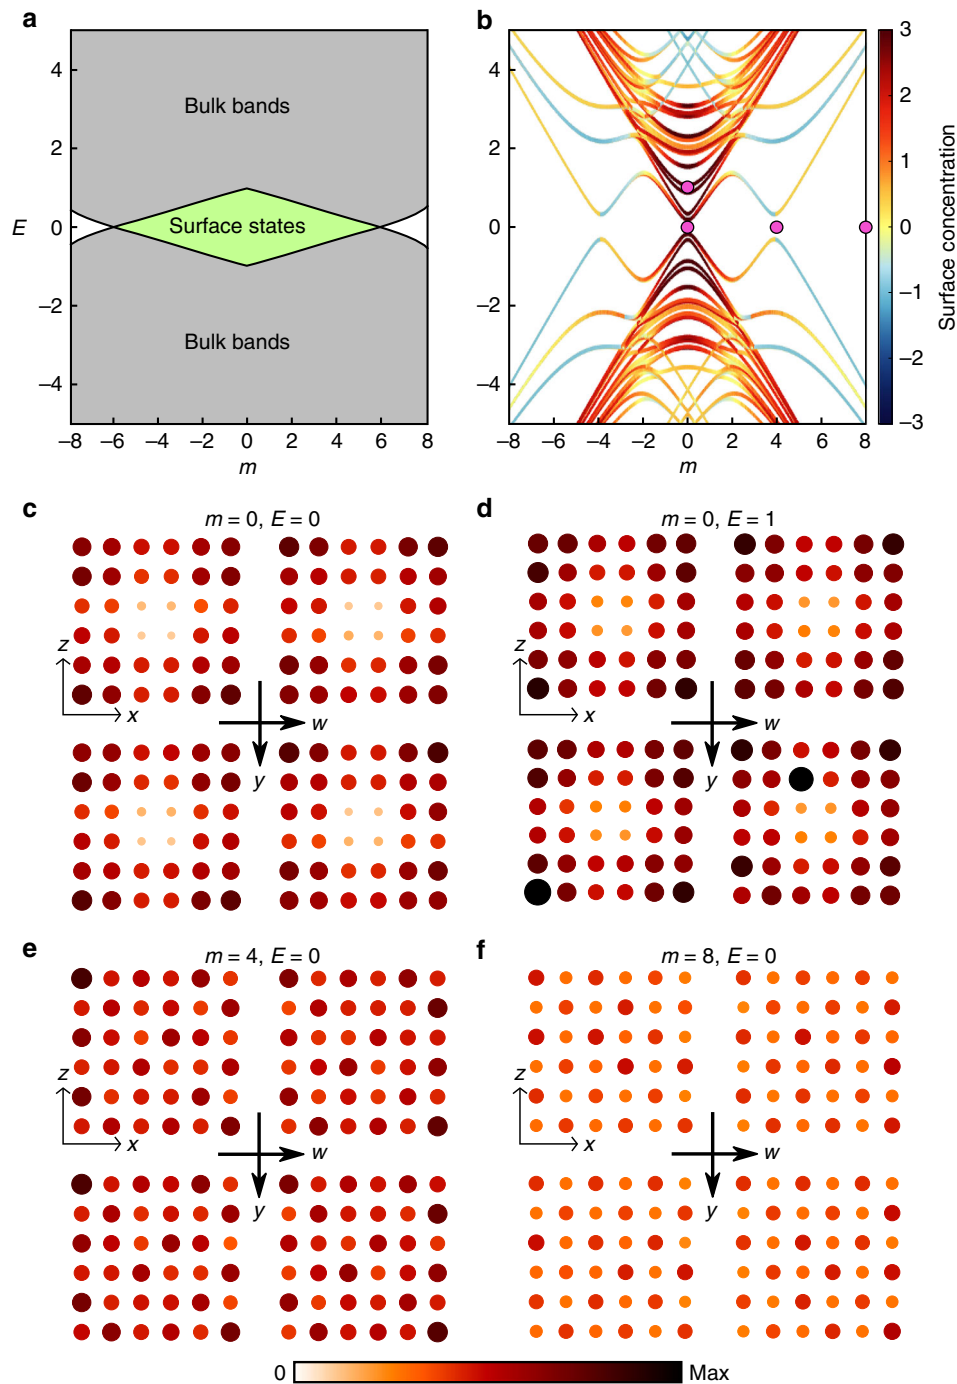 a
4
2
0
−2
−4
E
Bulk bands
Surface states
Bulk bands
−8 −6 −4 −2 0 2 4 6 8
m
b
4
2
0
−2
−4
−8 −6 −4 −2 0 2 4 6 8
m
3
2
1
0
−1
−2
−3
Surface concentration
c
m = 0, E = 0
z
x
w
y
d
m = 0, E = 1
z
x
w
y
e
m = 4, E = 0
z
x
w
y
f
m = 8, E = 0
z
x
w
y
0 Max